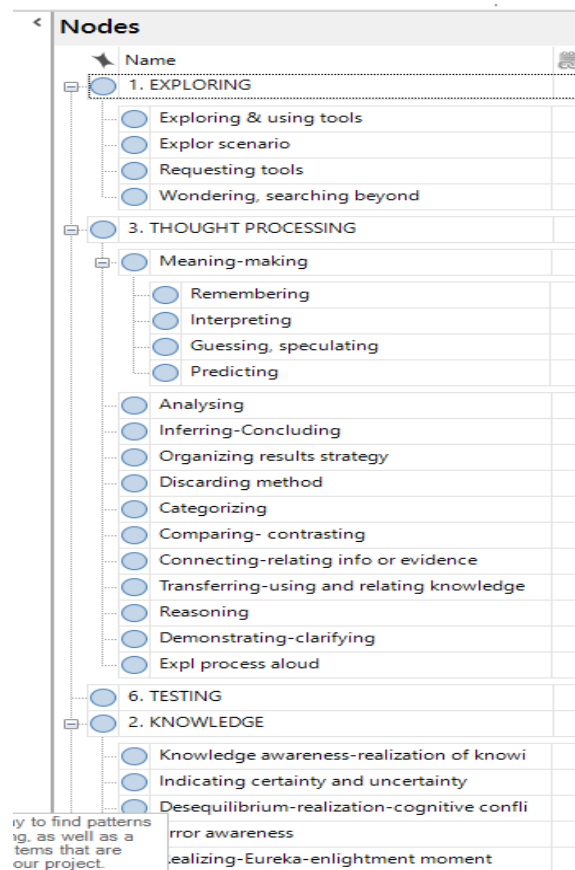 Nodes
Name
1. EXPLORING
Exploring & using tools
Explor scenario
Requesting tools
Wondering, searching beyond
3. THOUGHT PROCESSING
Meaning-making
Remembering
Interpreting
Guessing, speculating
Predicting
Analysing
Inferring-Concluding
Organizing results strategy
Discarding method
Categorizing
Comparing- contrasting
Connecting-relating info or evidence
Transferring-using and relating knowledge
Reasoning
Demonstrating-clarifying
Expl process aloud
6. TESTING
2. KNOWLEDGE
Knowledge awareness-realization of knowi
Indicating certainty and uncertainty
Desequilibrium-realization-cognitive confli
rror awareness
ealizing-Eureka-enlightment moment
y to find patterns
ng, as well as a
tems that are
our project.